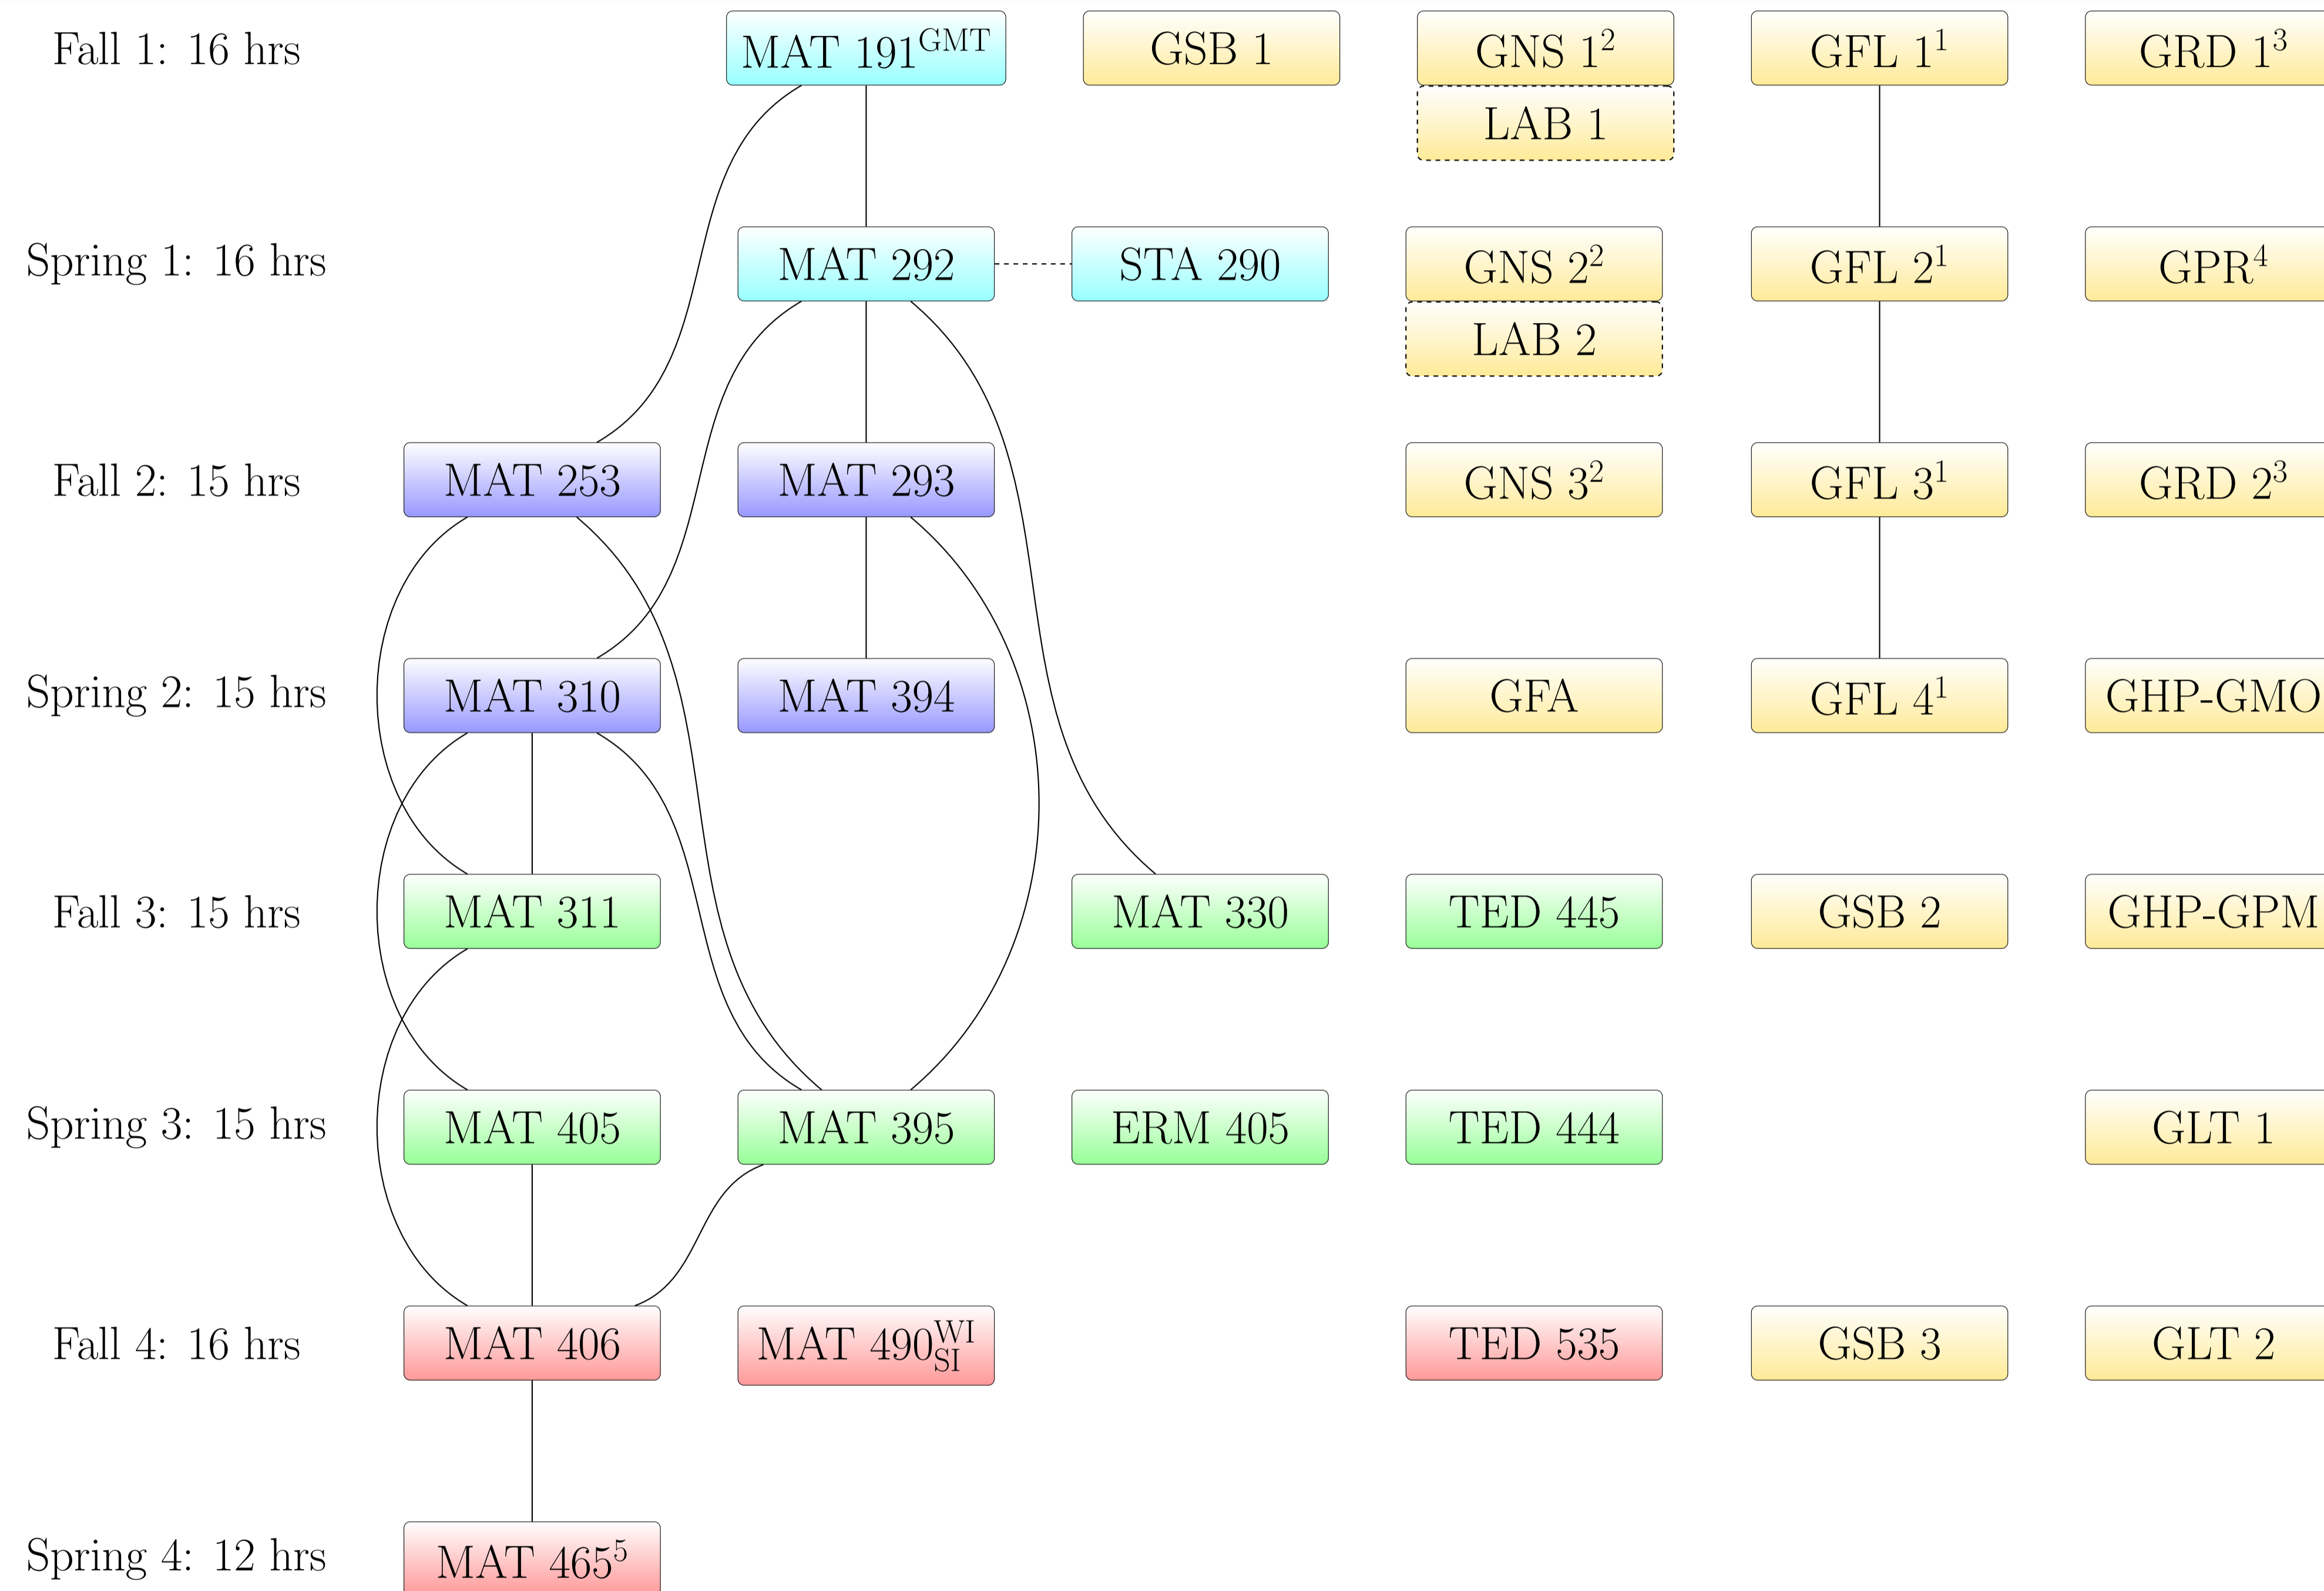 Fall 1: 16 hrs MAT 191^GMT GSB 1 GNS 1² GFL 1¹ GRD 1³
LAB 1
Spring 1: 16 hrs MAT 292 STA 290 GNS 2² GFL 2¹ GPR⁴
LAB 2
Fall 2: 15 hrs MAT 253 MAT 293 GNS 3² GFL 3¹ GRD 2³
Spring 2: 15 hrs MAT 310 MAT 394 GFA GFL 4¹ GHP-GMO
Fall 3: 15 hrs MAT 311 MAT 330 TED 445 GSB 2 GHP-GPM
Spring 3: 15 hrs MAT 405 MAT 395 ERM 405 TED 444 GLT 1
Fall 4: 16 hrs MAT 406 MAT 490^WI_SI TED 535 GSB 3 GLT 2
Spring 4: 12 hrs MAT 465⁵